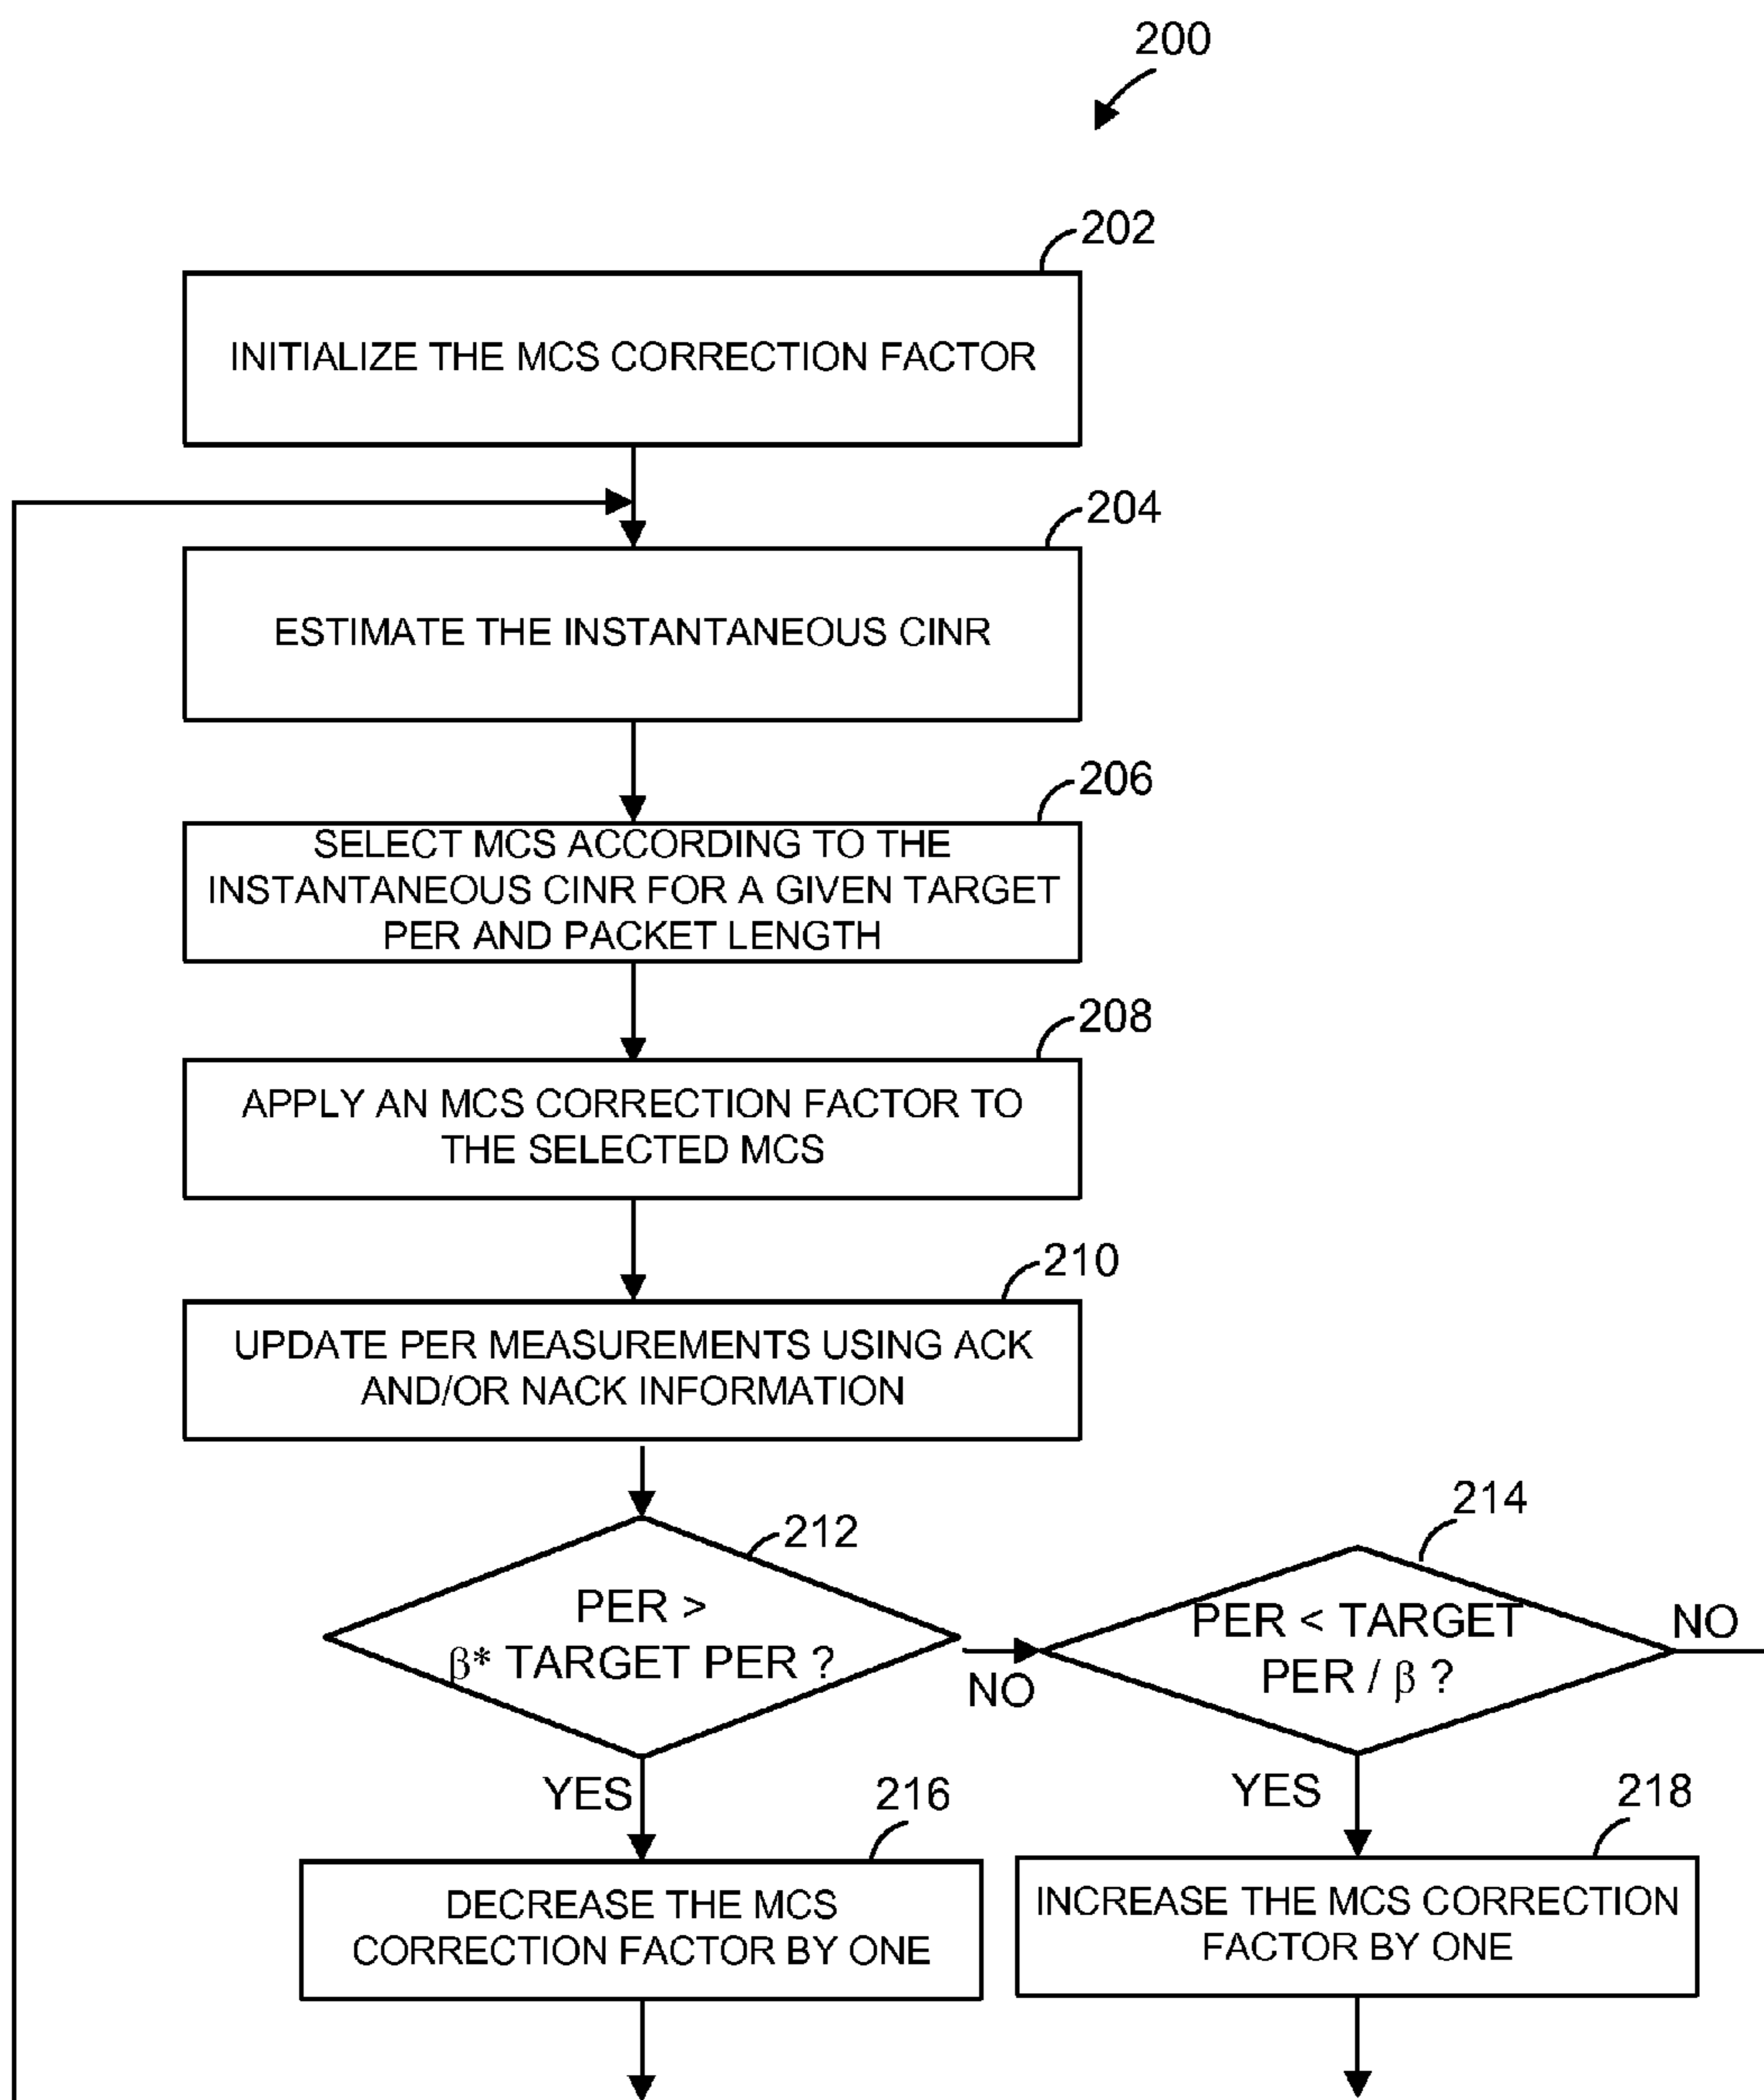 200
202
INITIALIZE THE MCS CORRECTION FACTOR
204
ESTIMATE THE INSTANTANEOUS CINR
206
SELECT MCS ACCORDING TO THE
INSTANTANEOUS CINR FOR A GIVEN TARGET
PER AND PACKET LENGTH
208
APPLY AN MCS CORRECTION FACTOR TO
THE SELECTED MCS
210
UPDATE PER MEASUREMENTS USING ACK
AND/OR NACK INFORMATION
212
PER >
β* TARGET PER ?
NO
214
PER < TARGET
PER / β ?
NO
YES
216
DECREASE THE MCS
CORRECTION FACTOR BY ONE
YES
218
INCREASE THE MCS CORRECTION
FACTOR BY ONE